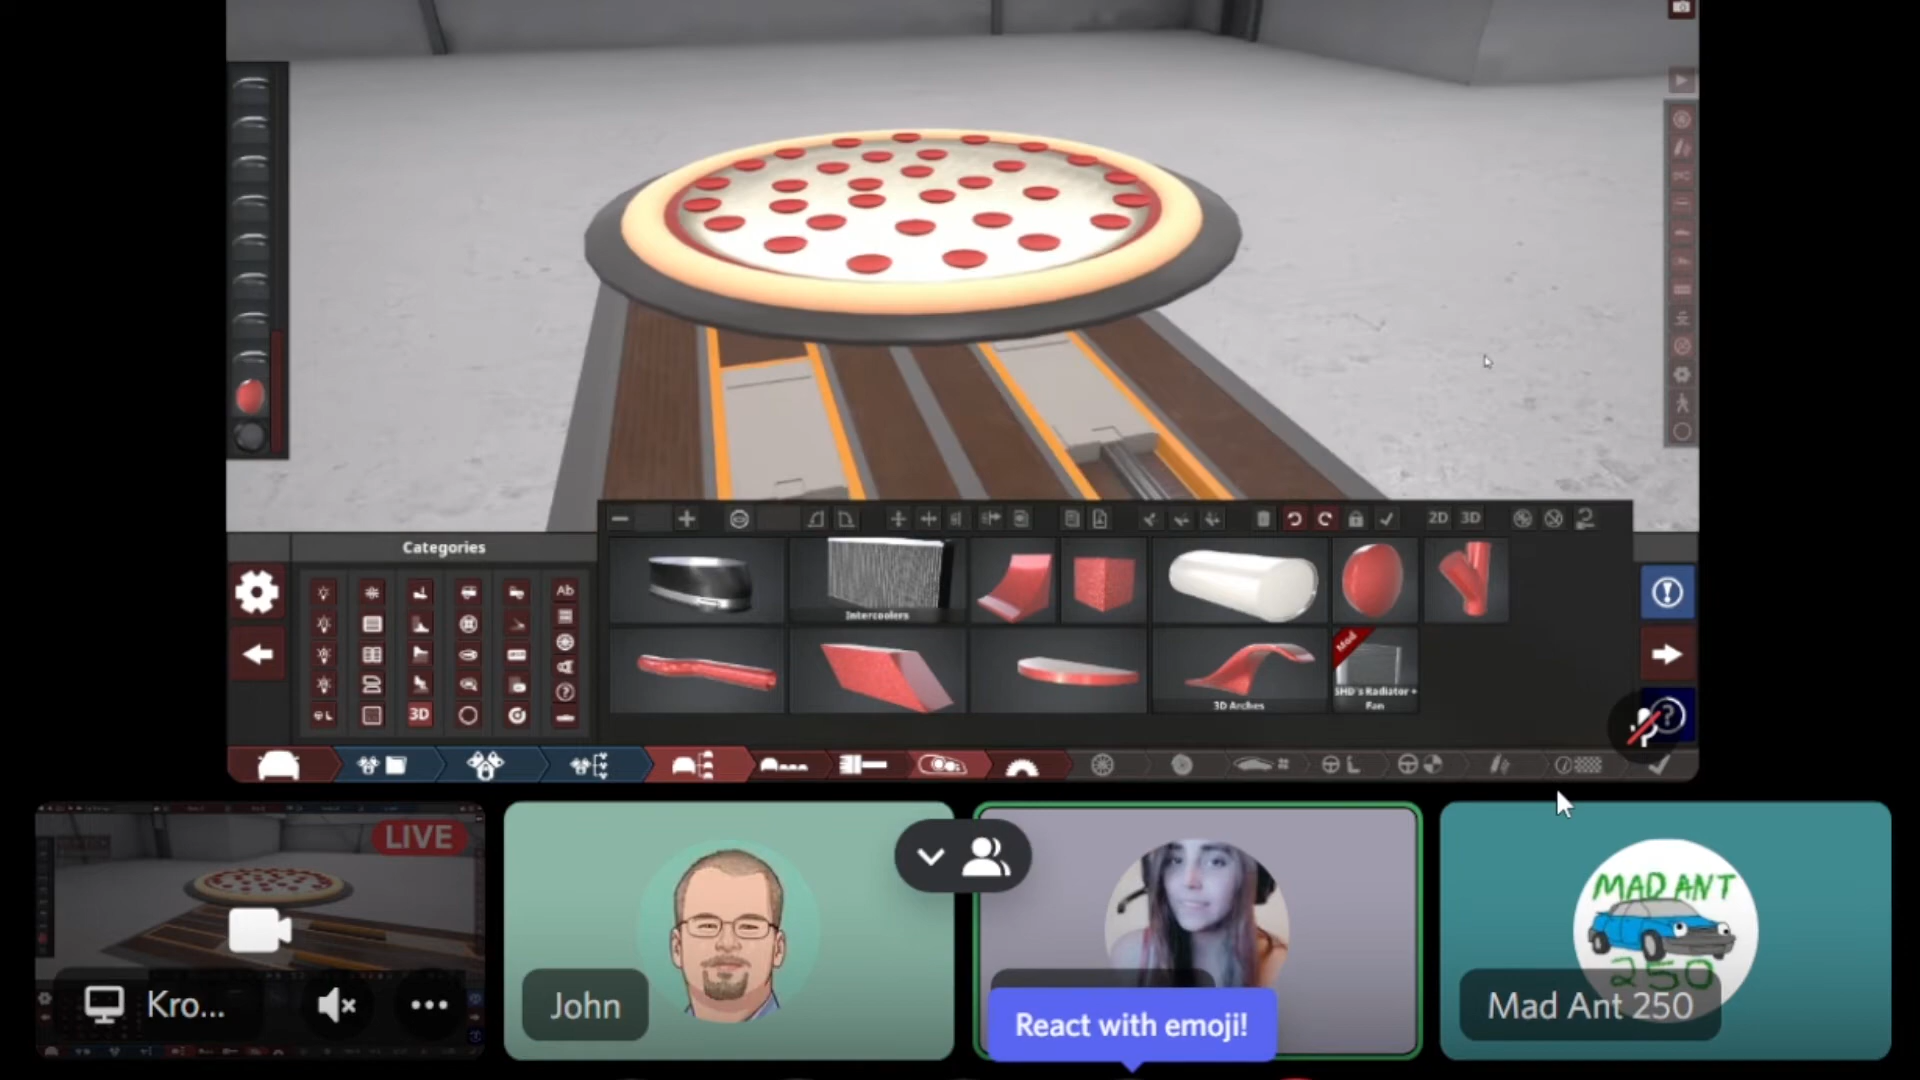 Categories
Ab
3D
2D 3D
Intercoolers
3D Arches
Mod
SHD's Radiator +
Fan
LIVE
Kro...
John
React with emoji!
MAD ANT
250
Mad Ant 250